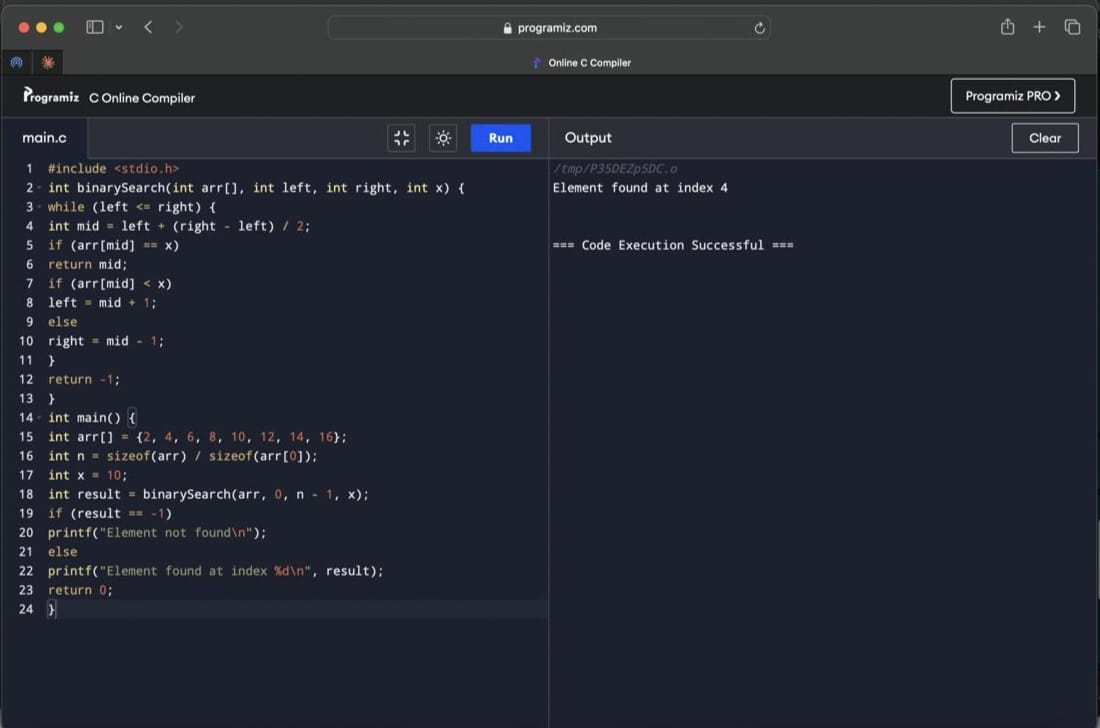 programiz.com
Online C Compiler
Programiz C Online Compiler
Programiz PRO ❯
main.c
Run
Output
Clear
1 #include <stdio.h>
2 int binarySearch(int arr[], int left, int right, int x) {
3 while (left <= right) {
4 int mid = left + (right - left) / 2;
5 if (arr[mid] == x)
6 return mid;
7 if (arr[mid] < x)
8 left = mid + 1;
9 else
10 right = mid - 1;
11 }
12 return -1;
13 }
14 int main() {
15 int arr[] = {2, 4, 6, 8, 10, 12, 14, 16};
16 int n = sizeof(arr) / sizeof(arr[0]);
17 int x = 10;
18 int result = binarySearch(arr, 0, n - 1, x);
19 if (result == -1)
20 printf("Element not found\n");
21 else
22 printf("Element found at index %d\n", result);
23 return 0;
24 }
/tmp/P35DEZp5DC.o
Element found at index 4
=== Code Execution Successful ===